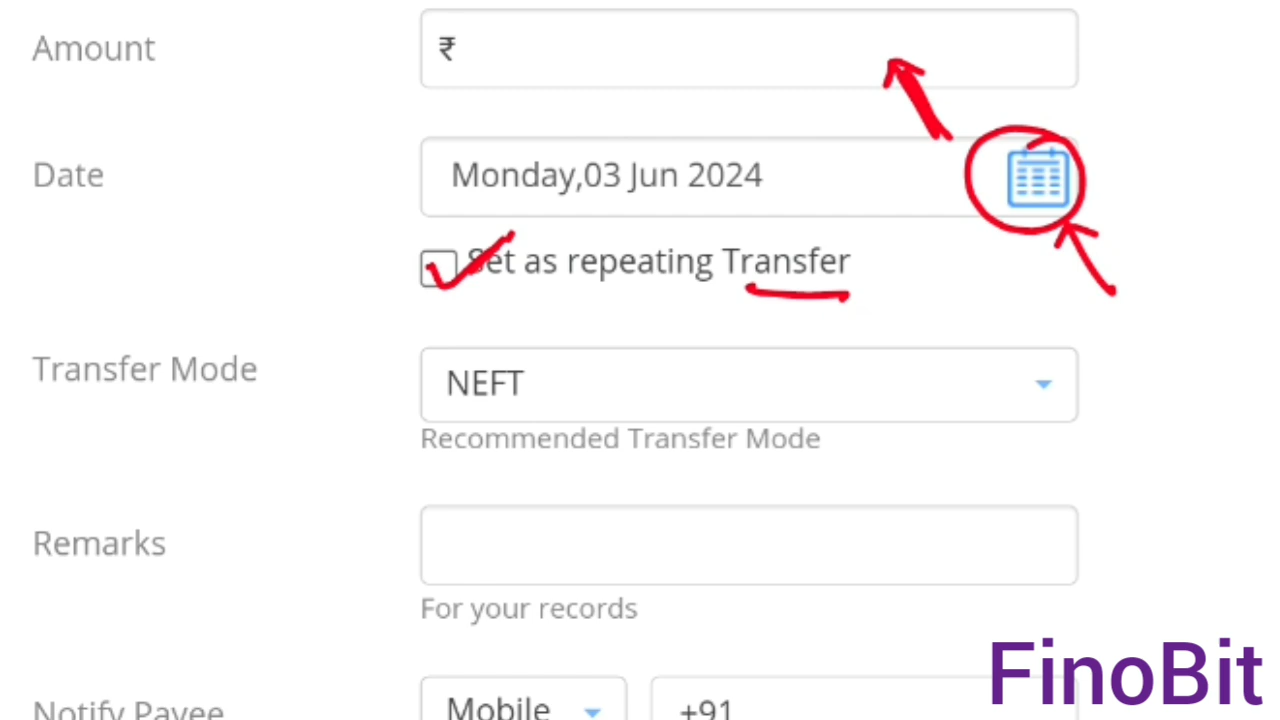 Amount ₹
Date Monday,03 Jun 2024
Set as repeating Transfer
Transfer Mode NEFT
Recommended Transfer Mode
Remarks
For your records
FinoBit
Notify Payee Mobile +91